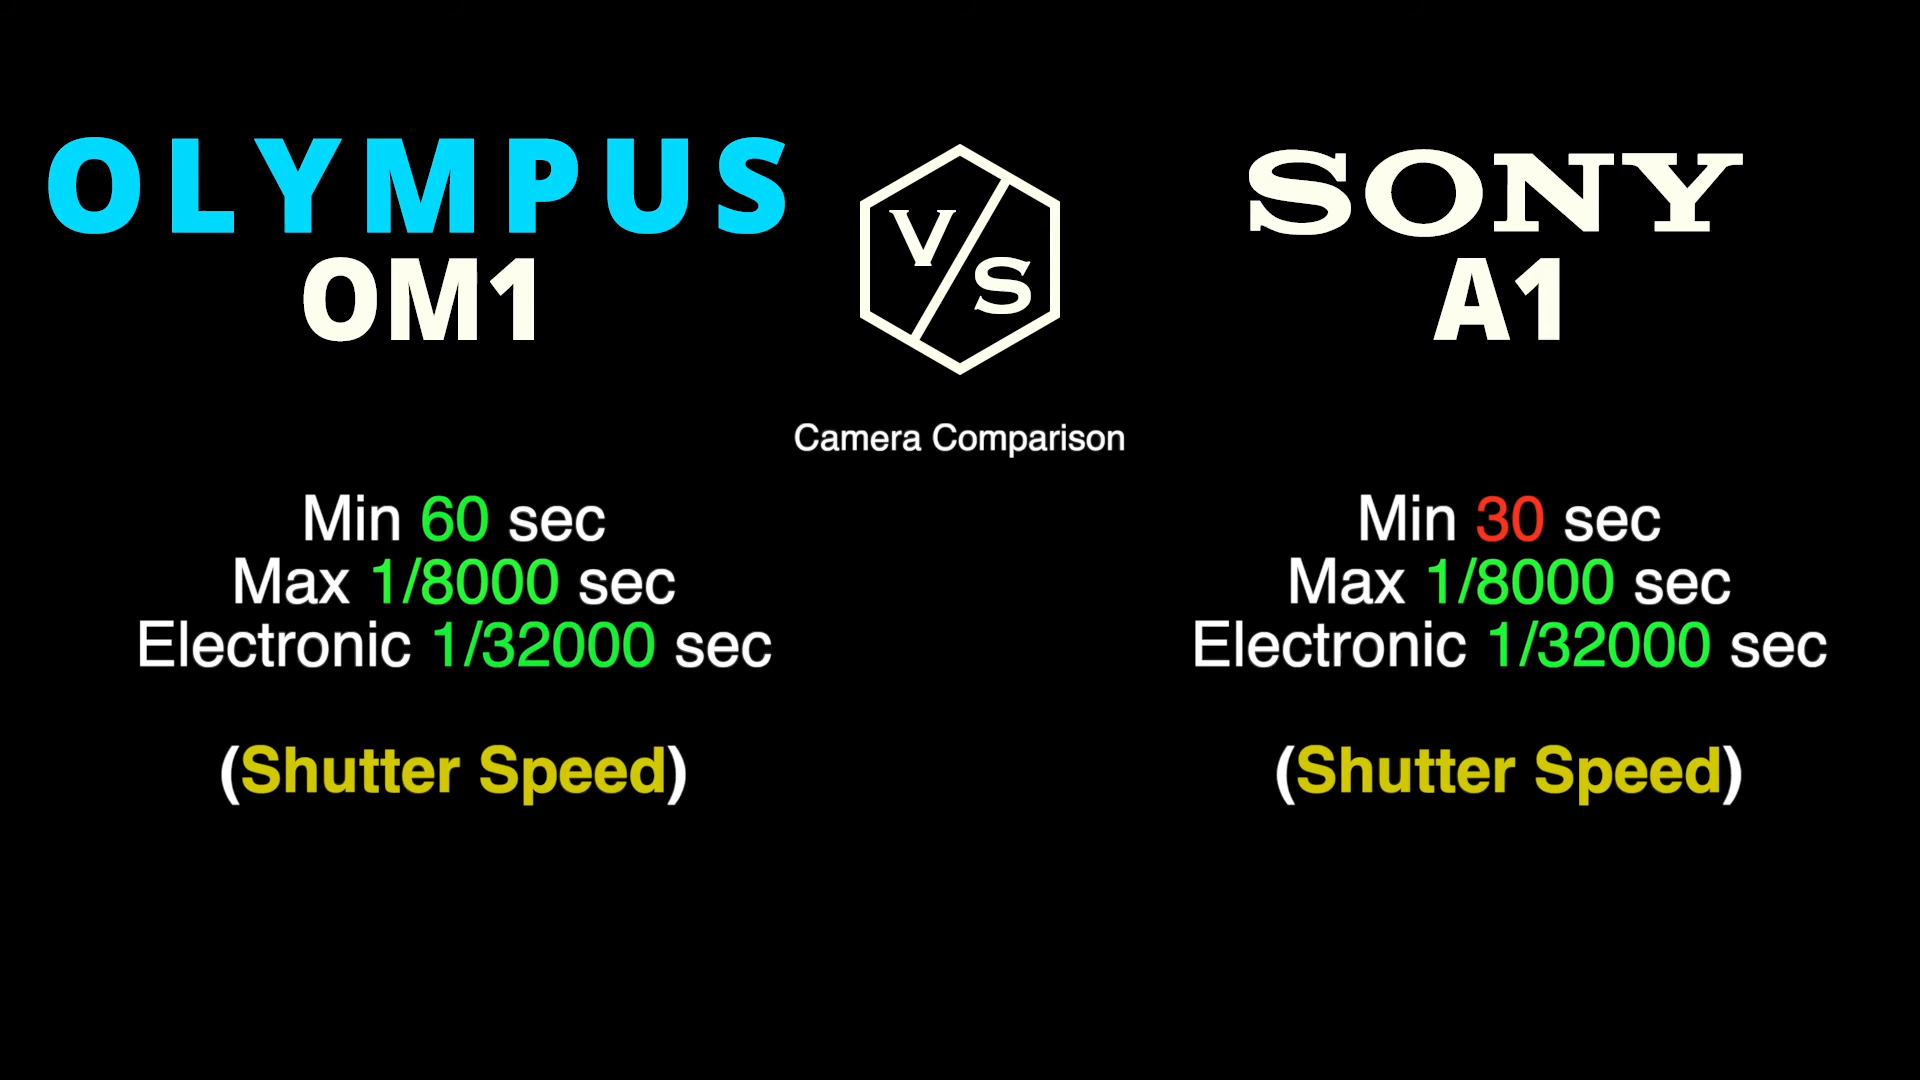 OLYMPUS
OM1
VS
SONY
A1
Camera Comparison
Min 60 sec
Max 1/8000 sec
Electronic 1/32000 sec
(Shutter Speed)
Min 30 sec
Max 1/8000 sec
Electronic 1/32000 sec
(Shutter Speed)